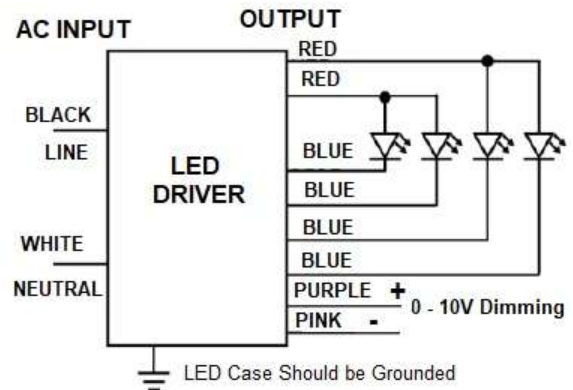 AC INPUT
OUTPUT
RED
RED
BLACK
LINE
LED
DRIVER
BLUE
BLUE
BLUE
BLUE
WHITE
NEUTRAL
PURPLE +
PINK -
0 - 10V Dimming
LED Case Should be Grounded